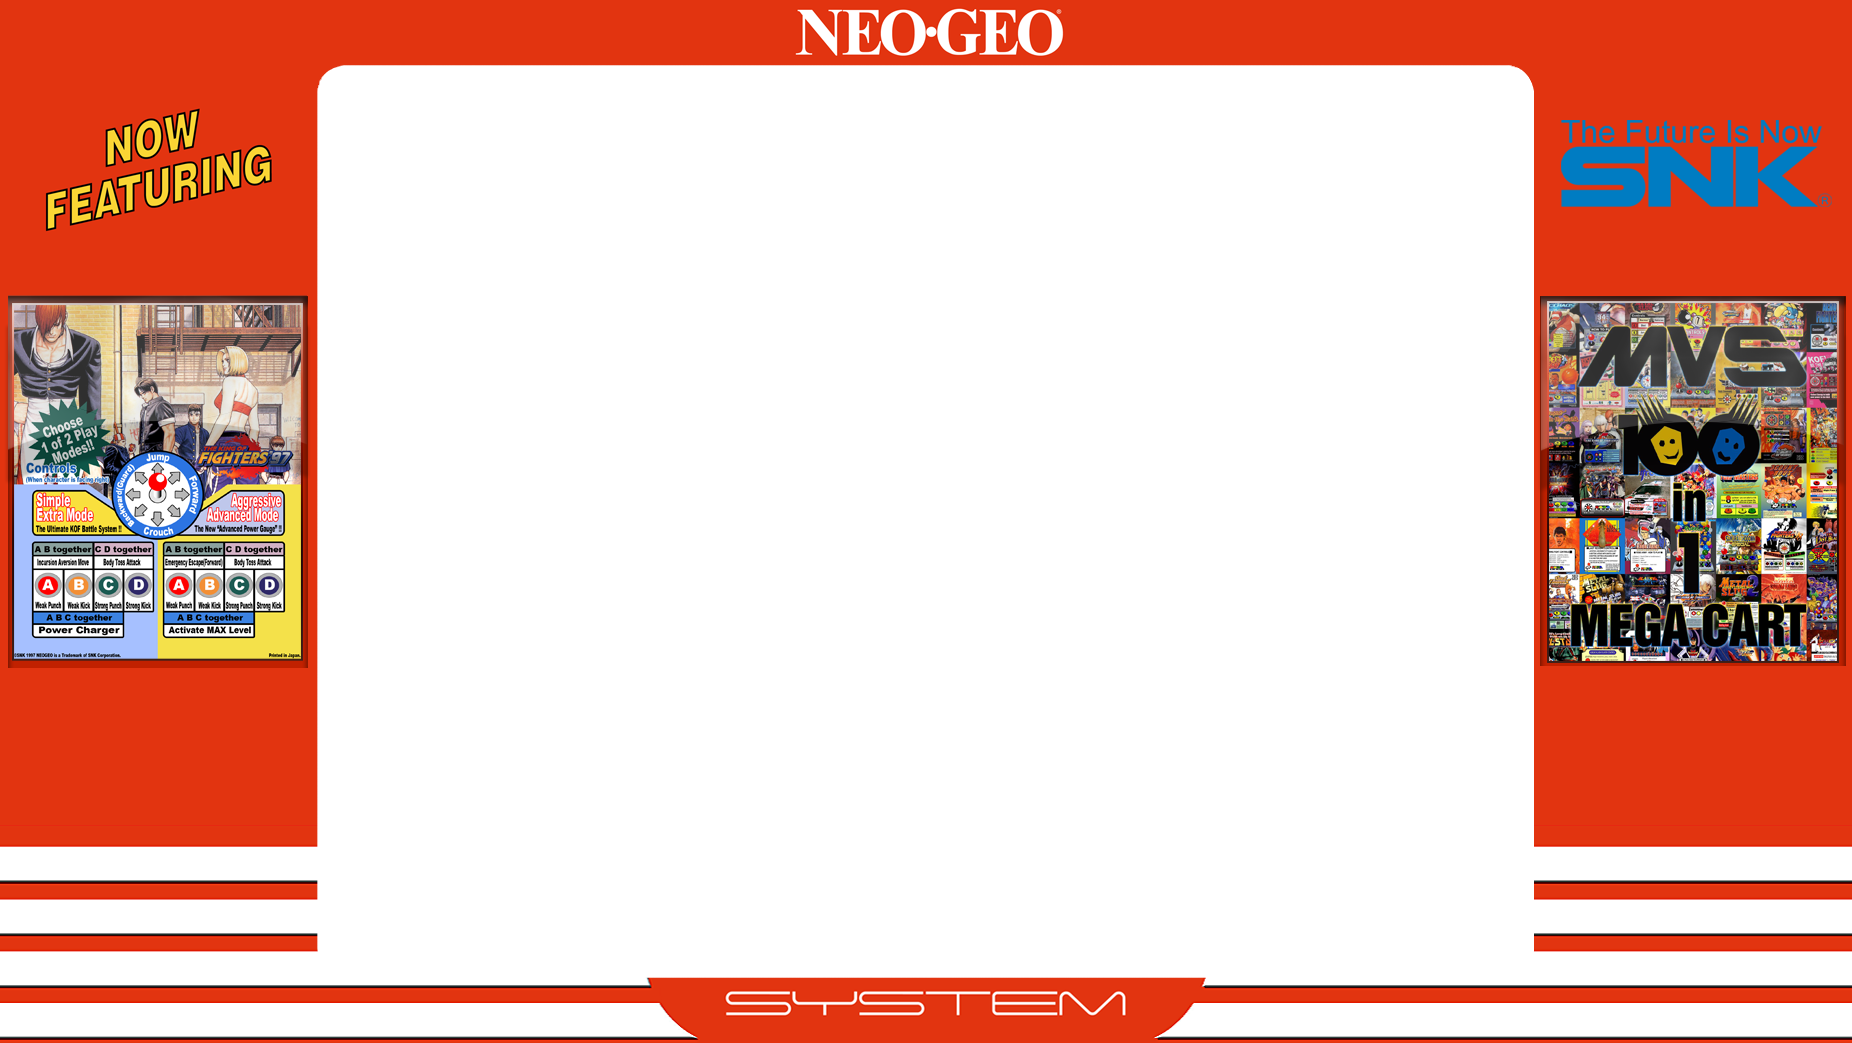 NEO•GEO®
NOW
FEATURING
The Future Is Now
SNK®
Choose
1 of 2 Play
Modes!!
THE KING OF
FIGHTERS'97
Controls
(When character is facing right)
Jump
Forward
Crouch
Backward(Guard)
Simple
Extra Mode
The Ultimate KOF Battle System !!
Aggressive
Advanced Mode
The New "Advanced Power Gauge" !!
A B together C D together
Incursion Aversion Move Body Toss Attack
A B C D
Weak Punch Weak Kick Strong Punch Strong Kick
A B C together
Power Charger
A B together C D together
Emergency Escape(Forward) Body Toss Attack
A B C D
Weak Punch Weak Kick Strong Punch Strong Kick
A B C together
Activate MAX Level
©SNK 1997 NEOGEO is a Trademark of SNK Corporation.
Printed in Japan.
MVS
100
in
1
MEGA CART
SYSTEM